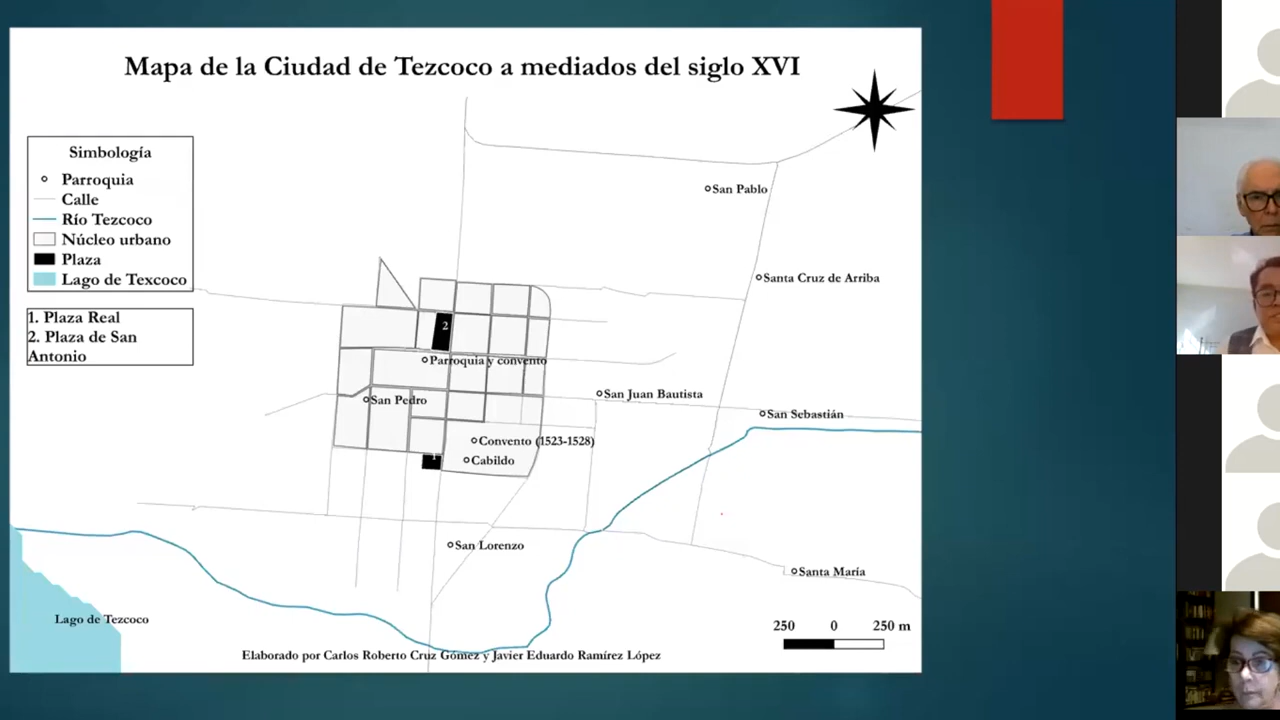 Mapa de la Ciudad de Tezcoco a mediados del siglo XVI
Simbología
Parroquia
Calle
Río Tezcoco
Núcleo urbano
Plaza
Lago de Texcoco
1. Plaza Real
2. Plaza de San
Antonio
San Pablo
Santa Cruz de Arriba
2
Parroquia y convento
San Pedro
San Juan Bautista
San Sebastián
Convento (1523-1528)
1
Cabildo
San Lorenzo
Santa María
Lago de Tezcoco
250 0 250 m
Elaborado por Carlos Roberto Cruz Gómez y Javier Eduardo Ramírez López